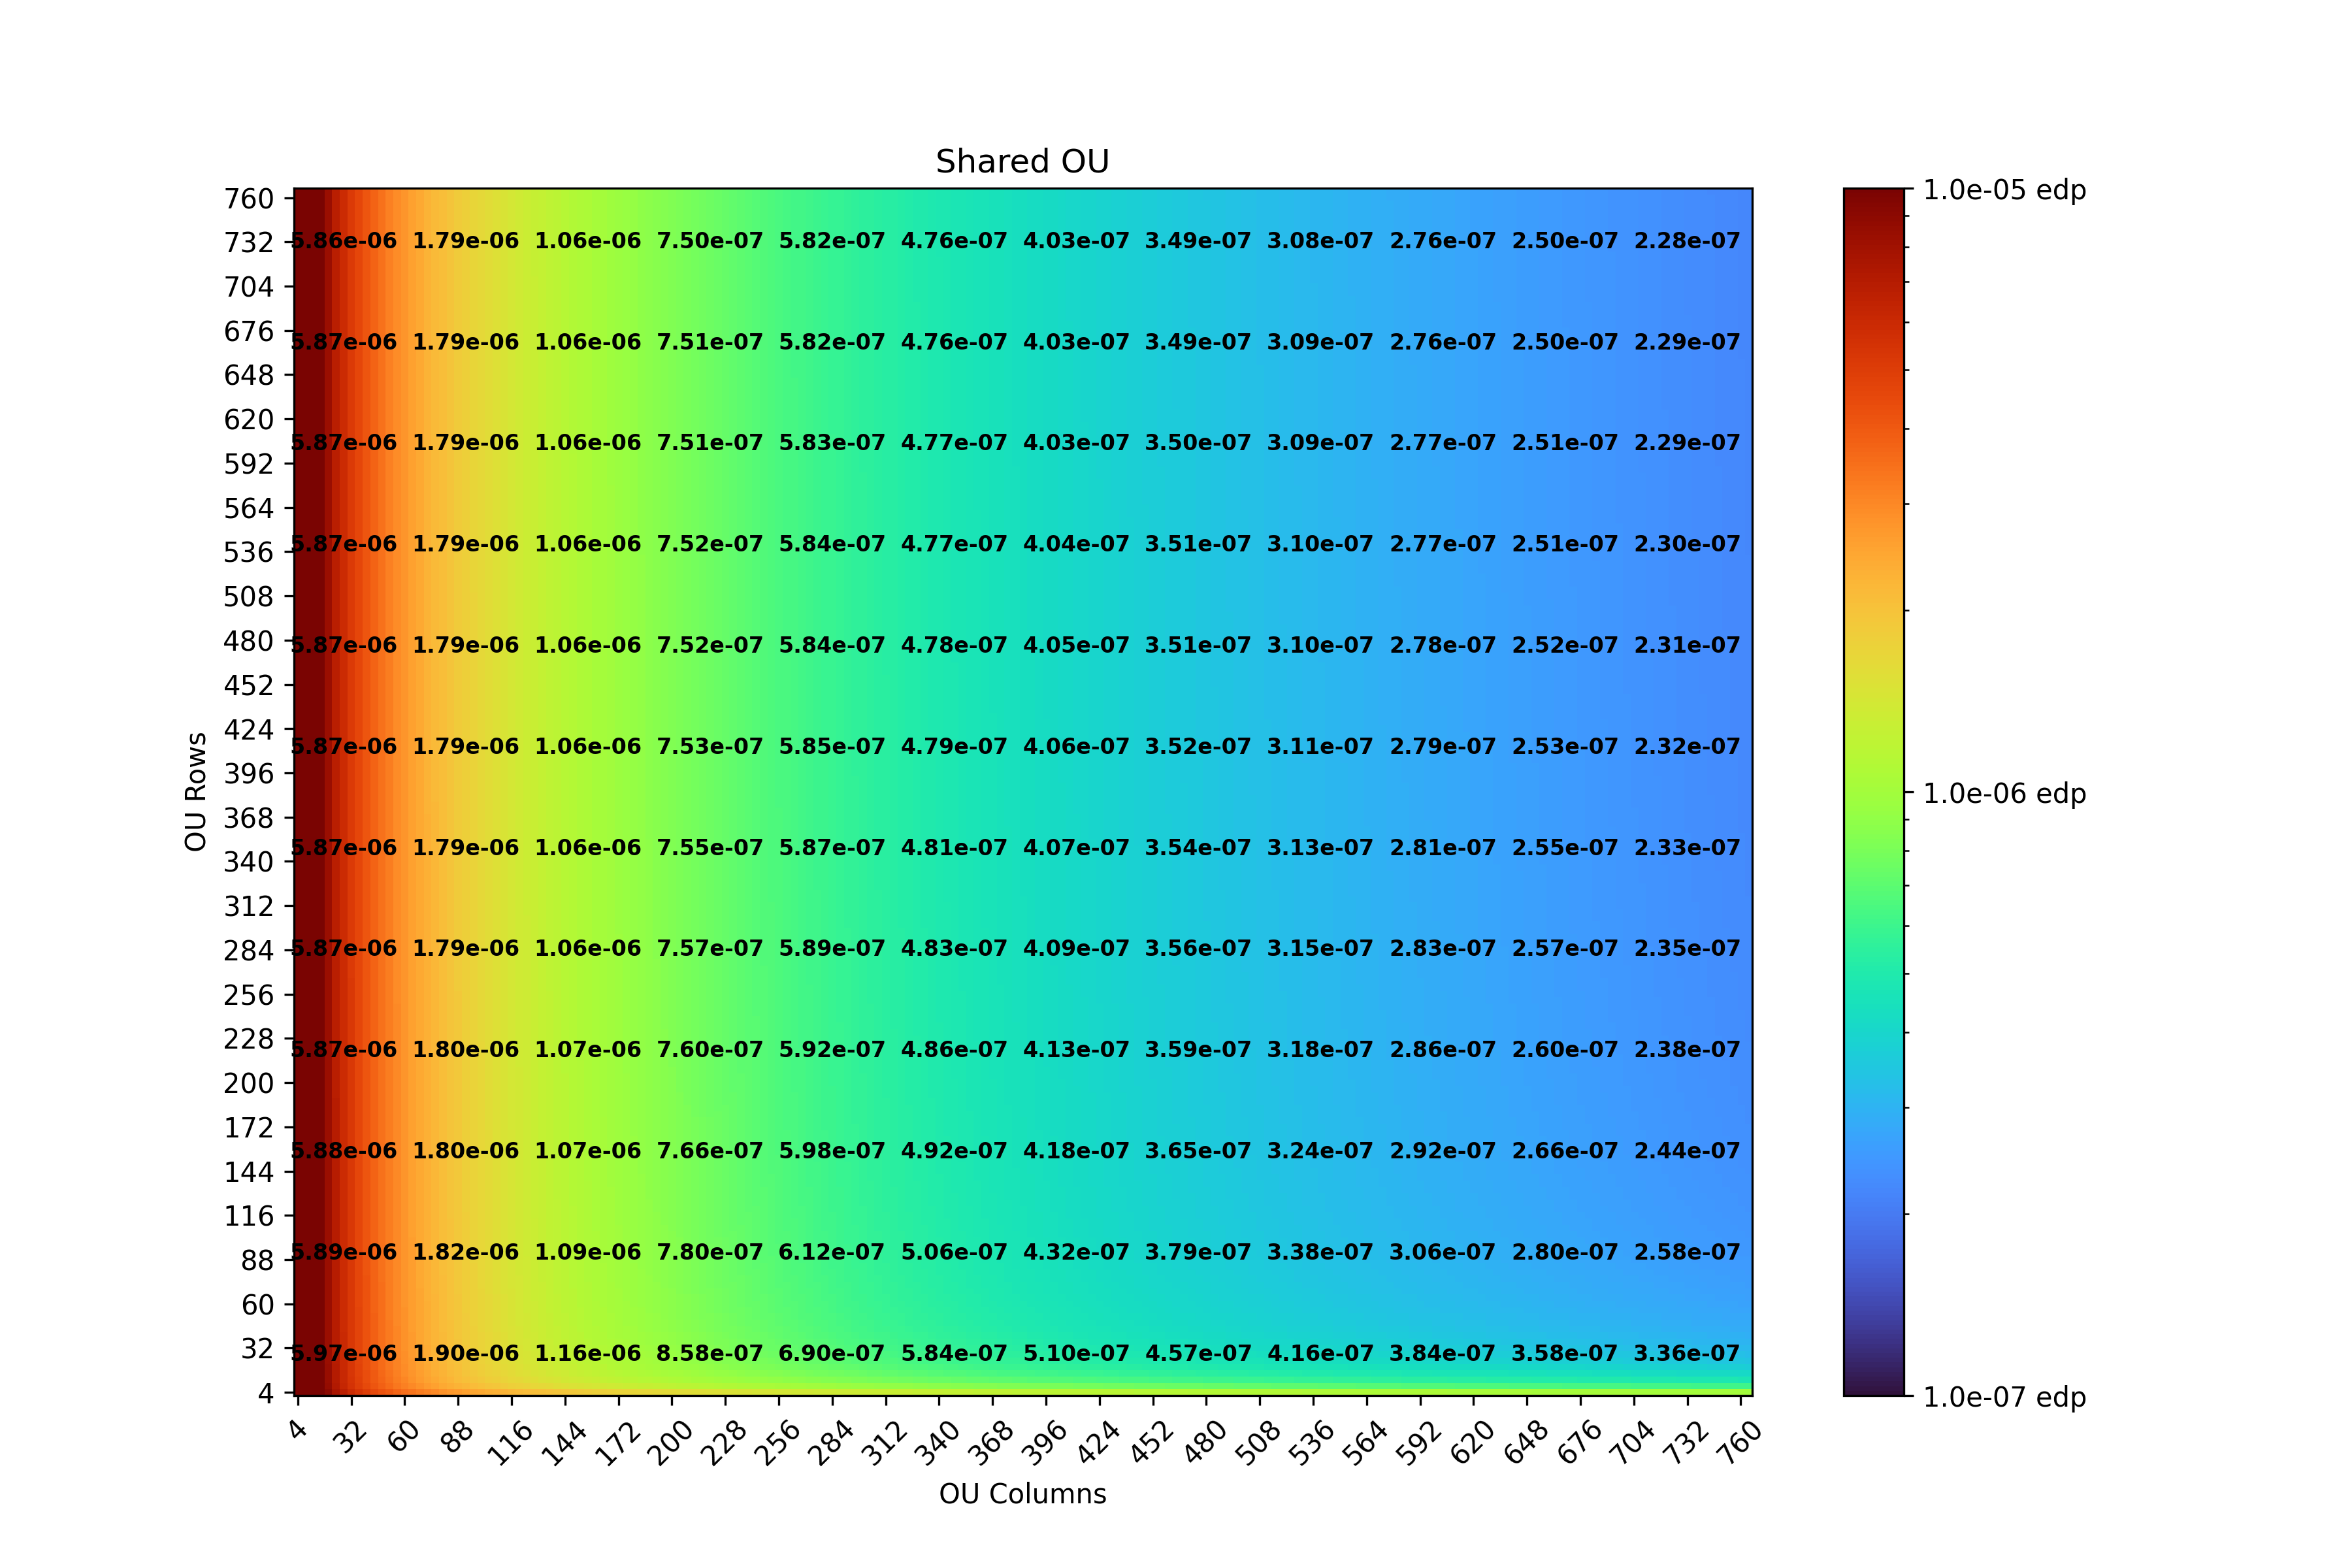 Shared OU
760
732 5.86e-06 1.79e-06 1.06e-06 7.50e-07 5.82e-07 4.76e-07 4.03e-07 3.49e-07 3.08e-07 2.76e-07 2.50e-07 2.28e-07
704
676 5.87e-06 1.79e-06 1.06e-06 7.51e-07 5.82e-07 4.76e-07 4.03e-07 3.49e-07 3.09e-07 2.76e-07 2.50e-07 2.29e-07
648
620
5.87e-06 1.79e-06 1.06e-06 7.51e-07 5.83e-07 4.77e-07 4.03e-07 3.50e-07 3.09e-07 2.77e-07 2.51e-07 2.29e-07
592
564
536 5.87e-06 1.79e-06 1.06e-06 7.52e-07 5.84e-07 4.77e-07 4.04e-07 3.51e-07 3.10e-07 2.77e-07 2.51e-07 2.30e-07
508
480 5.87e-06 1.79e-06 1.06e-06 7.52e-07 5.84e-07 4.78e-07 4.05e-07 3.51e-07 3.10e-07 2.78e-07 2.52e-07 2.31e-07
452
424
5.87e-06 1.79e-06 1.06e-06 7.53e-07 5.85e-07 4.79e-07 4.06e-07 3.52e-07 3.11e-07 2.79e-07 2.53e-07 2.32e-07
396
368
340 5.87e-06 1.79e-06 1.06e-06 7.55e-07 5.87e-07 4.81e-07 4.07e-07 3.54e-07 3.13e-07 2.81e-07 2.55e-07 2.33e-07
312
284 5.87e-06 1.79e-06 1.06e-06 7.57e-07 5.89e-07 4.83e-07 4.09e-07 3.56e-07 3.15e-07 2.83e-07 2.57e-07 2.35e-07
256
228 5.87e-06 1.80e-06 1.07e-06 7.60e-07 5.92e-07 4.86e-07 4.13e-07 3.59e-07 3.18e-07 2.86e-07 2.60e-07 2.38e-07
200
172
5.88e-06 1.80e-06 1.07e-06 7.66e-07 5.98e-07 4.92e-07 4.18e-07 3.65e-07 3.24e-07 2.92e-07 2.66e-07 2.44e-07
144
116
88 5.89e-06 1.82e-06 1.09e-06 7.80e-07 6.12e-07 5.06e-07 4.32e-07 3.79e-07 3.38e-07 3.06e-07 2.80e-07 2.58e-07
60
32 5.97e-06 1.90e-06 1.16e-06 8.58e-07 6.90e-07 5.84e-07 5.10e-07 4.57e-07 4.16e-07 3.84e-07 3.58e-07 3.36e-07
4
OU Rows
4 32 60 88 116 144 172 200 228 256 284 312 340 368 396 424 452 480 508 536 564 592 620 648 676 704 732 760
OU Columns
1.0e-05 edp
1.0e-06 edp
1.0e-07 edp